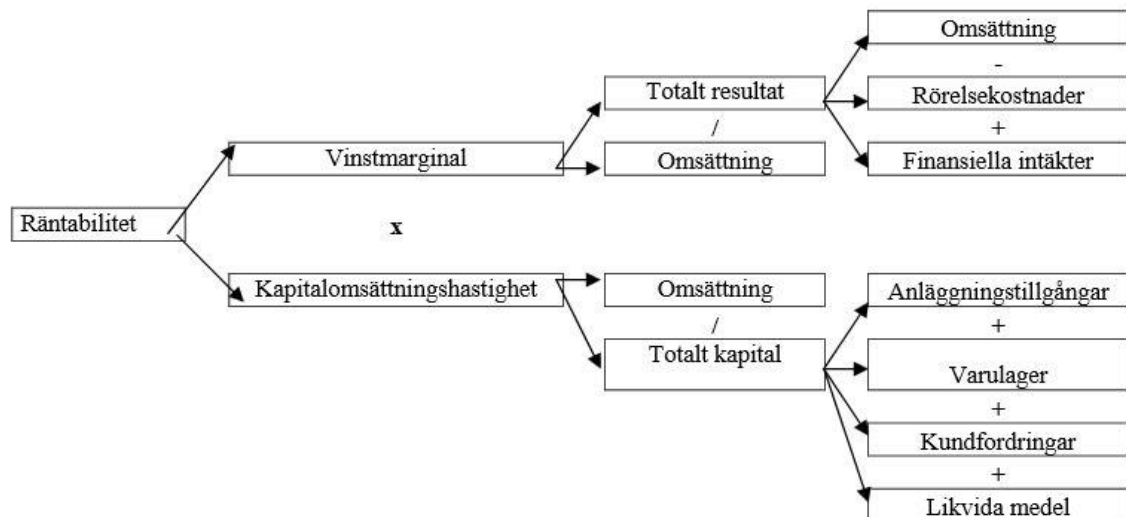 Omsättning
-
Totalt resultat
Rörelsekostnader
/
+
Vinstmarginal
Omsättning
Finansiella intäkter
Räntabilitet
x
Kapitalomsättningshastighet
Omsättning
Anläggningstillgångar
/
+
Totalt kapital
Varulager
+
Kundfordringar
+
Likvida medel